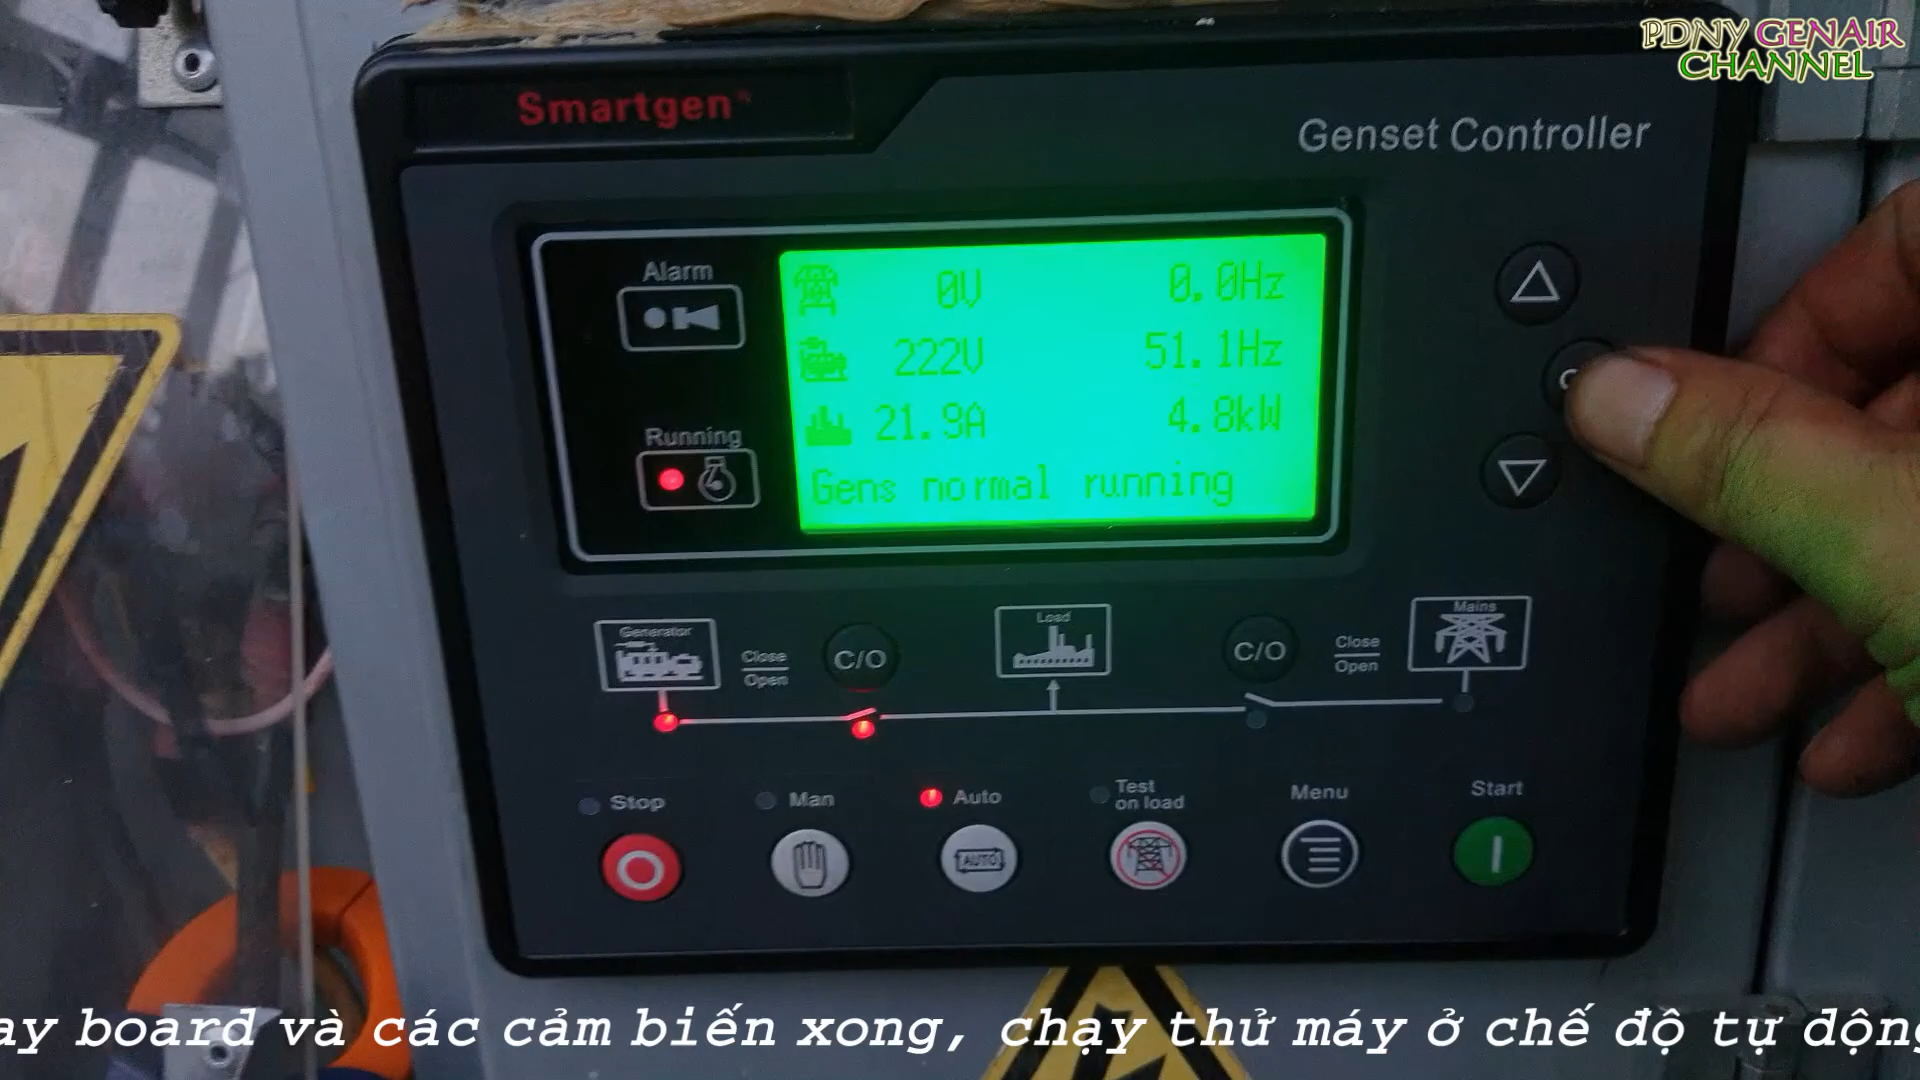 PDNY GENAIR
CHANNEL
Smartgen
Genset Controller
Alarm
0V 0.0Hz
222V 51.1Hz
Running
21.9A 4.8kW
Gens normal running
Generator
Close
Open
C/O
Load
C/O
Close
Open
Mains
Stop
Man
Auto
Test
on load
Menu
Start
AUTO
ay board và các cảm biến xong, chạy thử máy ở chế độ tự độn